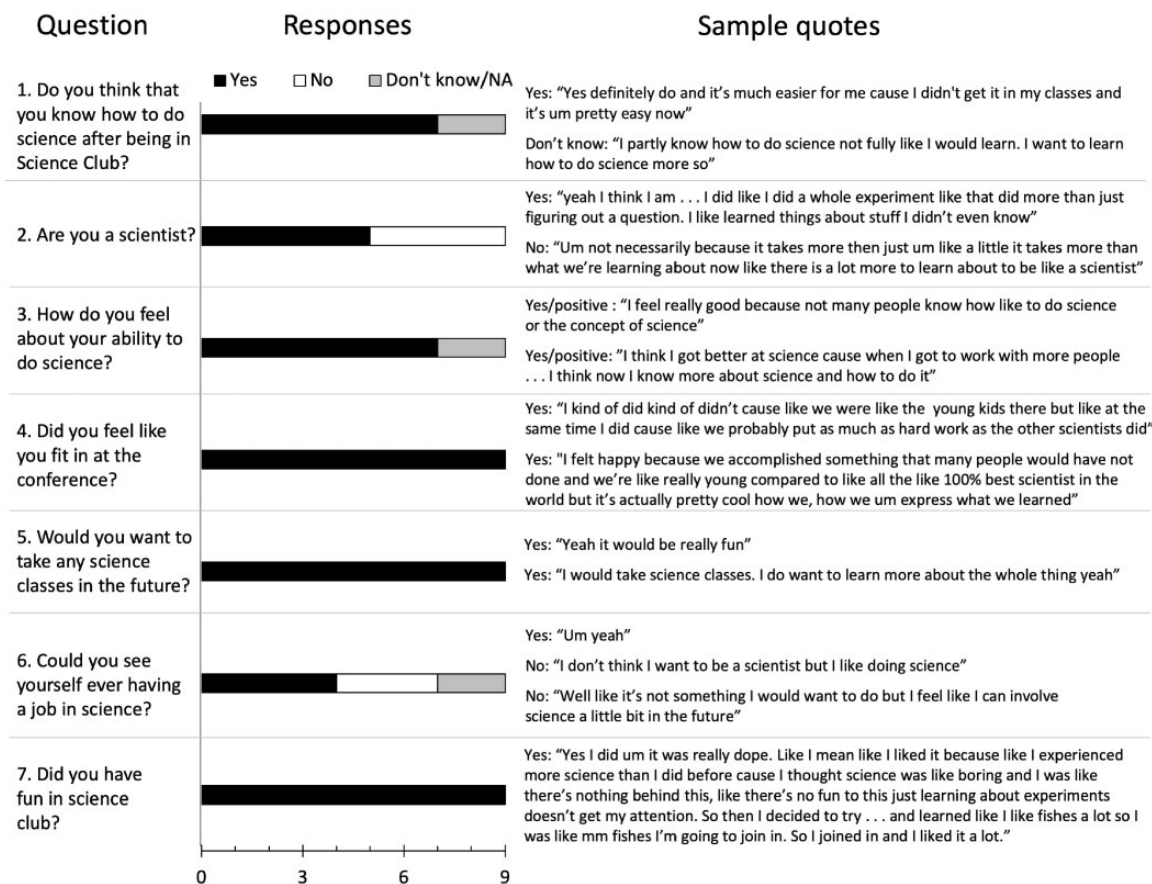 Question
Responses
Sample quotes
Yes
No
Don't know/NA
1. Do you think that
you know how to do
science after being in
Science Club?
Yes: “Yes definitely do and it’s much easier for me cause I didn't get it in my classes and
it’s um pretty easy now”
Don’t know: “I partly know how to do science not fully like I would learn. I want to learn
how to do science more so”
2. Are you a scientist?
Yes: “yeah I think I am . . . I did like I did a whole experiment like that did more than just
figuring out a question. I like learned things about stuff I didn’t even know”
No: “Um not necessarily because it takes more then just um like a little it takes more than
what we’re learning about now like there is a lot more to learn about to be like a scientist”
3. How do you feel
about your ability to
do science?
Yes/positive : “I feel really good because not many people know how like to do science
or the concept of science”
Yes/positive: ”I think I got better at science cause when I got to work with more people
. . . I think now I know more about science and how to do it”
4. Did you feel like
you fit in at the
conference?
Yes: “I kind of did kind of didn’t cause like we were like the  young kids there but like at the
same time I did cause like we probably put as much as hard work as the other scientists did”
Yes: "I felt happy because we accomplished something that many people would have not
done and we’re like really young compared to like all the like 100% best scientist in the
world but it’s actually pretty cool how we, how we um express what we learned”
5. Would you want to
take any science
classes in the future?
Yes: “Yeah it would be really fun”
Yes: “I would take science classes. I do want to learn more about the whole thing yeah”
6. Could you see
yourself ever having
a job in science?
Yes: “Um yeah”
No: “I don’t think I want to be a scientist but I like doing science”
No: “Well like it’s not something I would want to do but I feel like I can involve
science a little bit in the future”
7. Did you have
fun in science
club?
Yes: “Yes I did um it was really dope. Like I mean like I liked it because like I experienced
more science than I did before cause I thought science was like boring and I was like
there’s nothing behind this, like there’s no fun to this just learning about experiments
doesn’t get my attention. So then I decided to try . . . and learned like I like fishes a lot so I
was like mm fishes I’m going to join in. So I joined in and I liked it a lot.”
0
3
6
9